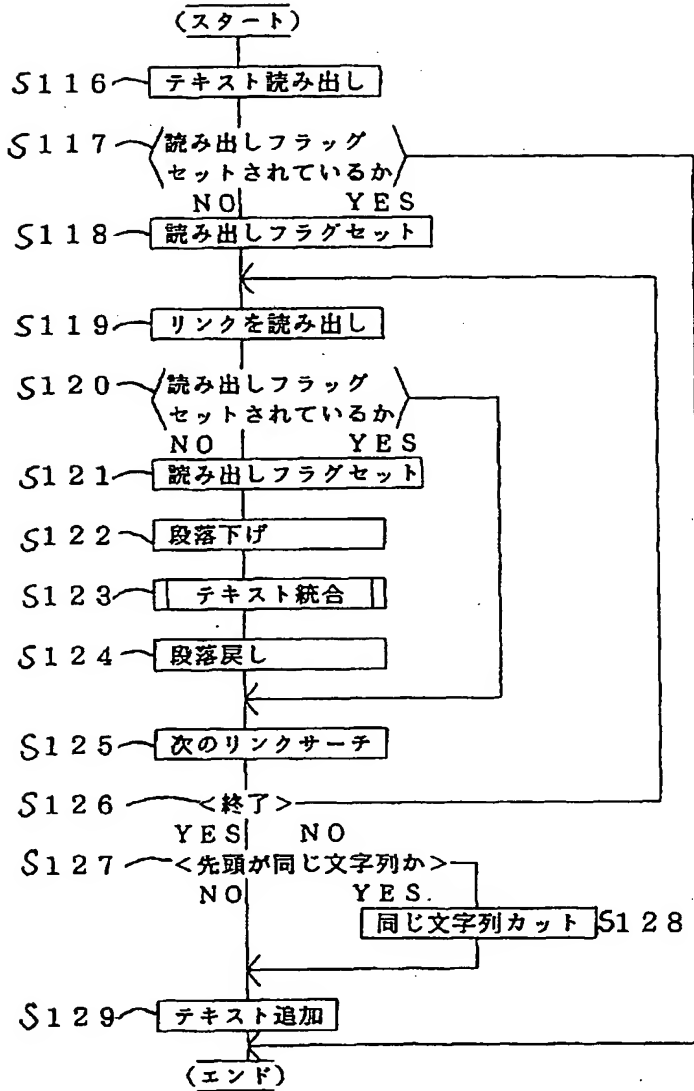 (スタート)
S116 テキスト読み出し
S117 読み出しフラッグ
セットされているか
NO YES
S118 読み出しフラグセット
S119 リンクを読み出し
S120 読み出しフラッグ
セットされているか
NO YES
S121 読み出しフラグセット
S122 段落下げ
S123 テキスト統合
S124 段落戻し
S125 次のリンクサーチ
S126 <終了>
YES NO
S127 <先頭が同じ文字列か>
NO YES.
同じ文字列カット S128
S129 テキスト追加
(エンド)